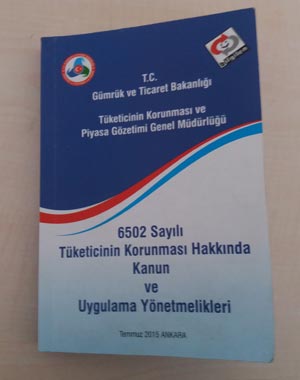 T.C.
Gümrük ve Ticaret Bakanlığı
Tüketicinin Korunması ve
Piyasa Gözetimi Genel Müdürlüğü
6502 Sayılı
Tüketicinin Korunması Hakkında
Kanun
ve
Uygulama Yönetmelikleri
Temmuz 2015 ANKARA